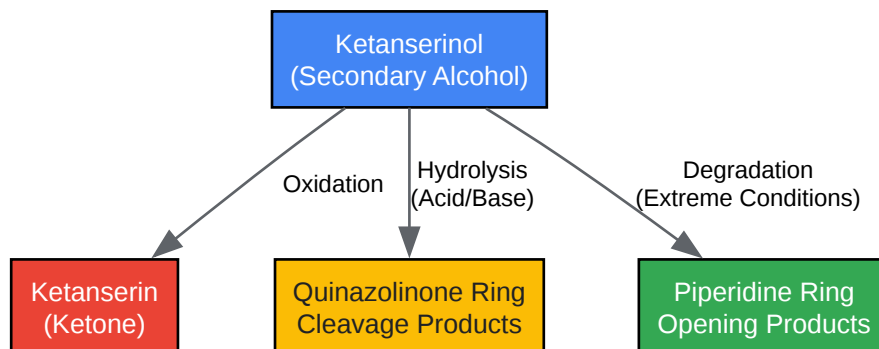 Ketanserinol
(Secondary Alcohol)
Oxidation
Hydrolysis
(Acid/Base)
Degradation
(Extreme Conditions)
Ketanserin
(Ketone)
Quinazolinone Ring
Cleavage Products
Piperidine Ring
Opening Products